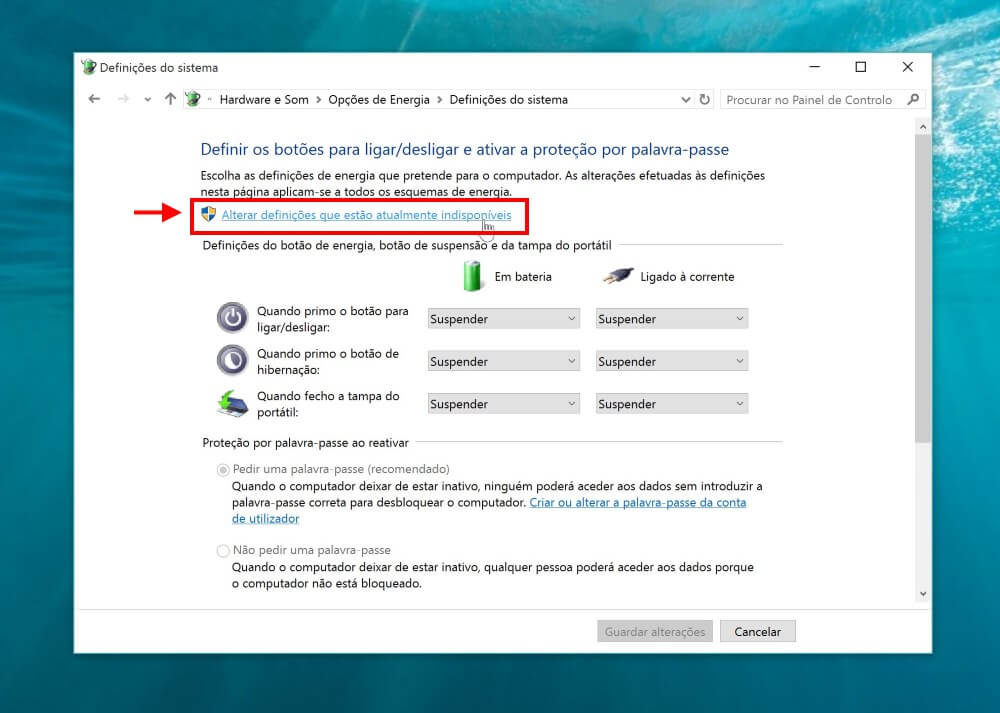 Definições do sistema
Hardware e Som > Opções de Energia > Definições do sistema
Procurar no Painel de Controlo
Definir os botões para ligar/desligar e ativar a proteção por palavra-passe
Escolha as definições de energia que pretende para o computador. As alterações efetuadas às definições
nesta página aplicam-se a todos os esquemas de energia.
Alterar definições que estão atualmente indisponíveis
Definições do botão de energia, botão de suspensão e da tampa do portátil
Em bateria
Ligado à corrente
Quando primo o botão para
ligar/desligar:
Suspender
Suspender
Quando primo o botão de
hibernação:
Suspender
Suspender
Quando fecho a tampa do
portátil:
Suspender
Suspender
Proteção por palavra-passe ao reativar
Pedir uma palavra-passe (recomendado)
Quando o computador deixar de estar inativo, ninguém poderá aceder aos dados sem introduzir a
palavra-passe correta para desbloquear o computador. Criar ou alterar a palavra-passe da conta
de utilizador
Não pedir uma palavra-passe
Quando o computador deixar de estar inativo, qualquer pessoa poderá aceder aos dados porque
o computador não está bloqueado.
Guardar alterações
Cancelar